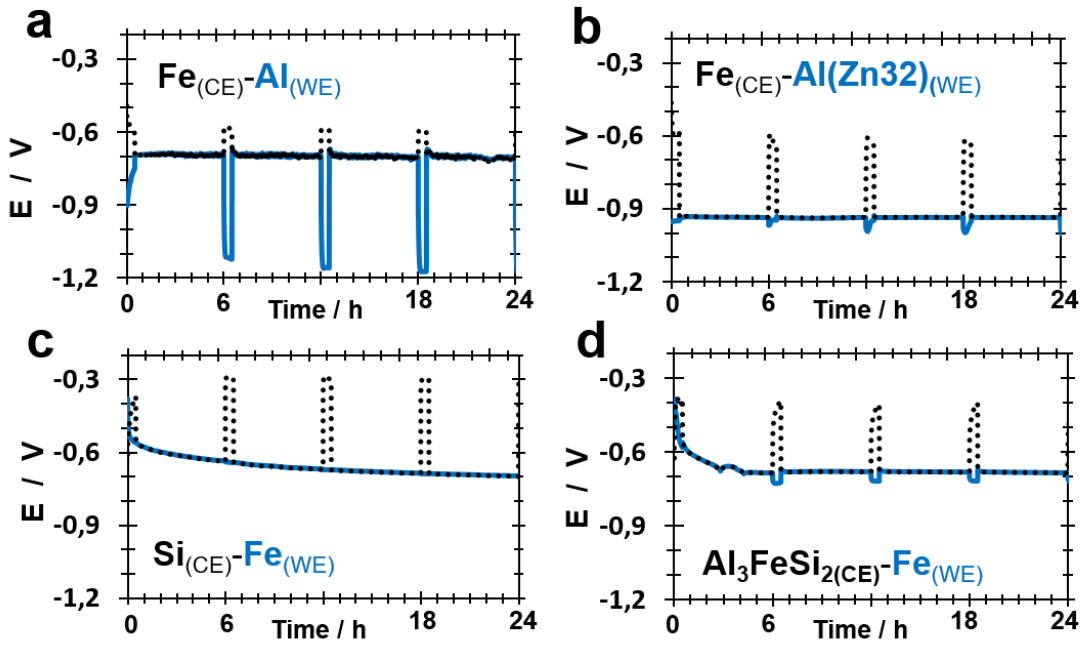 a
-0,3
Fe(CE)-Al(WE)
-0,6
E / V
-0,9
-1,2
0
6
18
24
Time / h
b
-0,3
Fe(CE)-Al(Zn32)(WE)
-0,6
E / V
-0,9
-1,2
0
6
18
24
Time / h
c
-0,3
-0,6
E / V
-0,9
Si(CE)-Fe(WE)
-1,2
0
6
18
24
Time / h
d
-0,3
-0,6
E / V
-0,9
Al3FeSi2(CE)-Fe(WE)
-1,2
0
6
18
24
Time / h